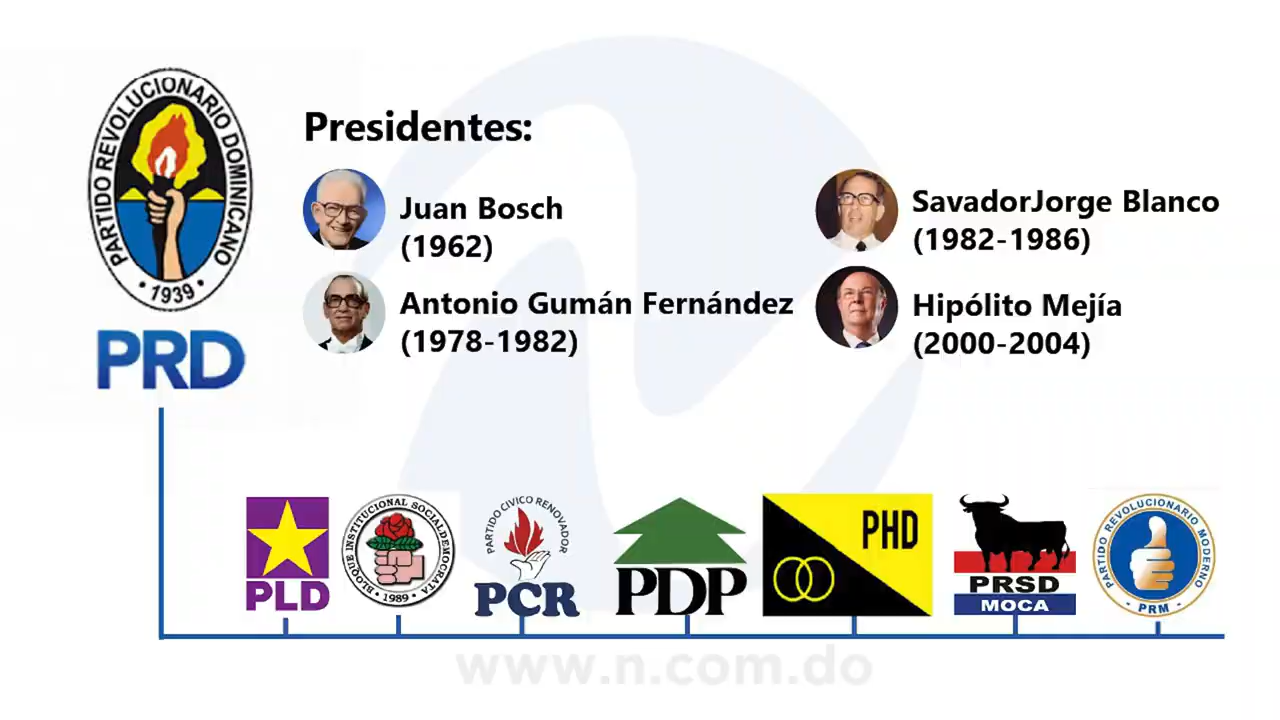 PARTIDO REVOLUCIONARIO DOMINICANO
• 1939 •
PRD
Presidentes:
Juan Bosch
(1962)
Antonio Gumán Fernández
(1978-1982)
SavadorJorge Blanco
(1982-1986)
Hipólito Mejía
(2000-2004)
PLD
BLOQUE INSTITUCIONAL SOCIALDEMOCRATA
• 1989 •
PARTIDO CIVICO RENOVADOR
PCR
PDP
PHD
PRSD
MOCA
PARTIDO REVOLUCIONARIO MODERNO
• PRM •
www.n.com.do